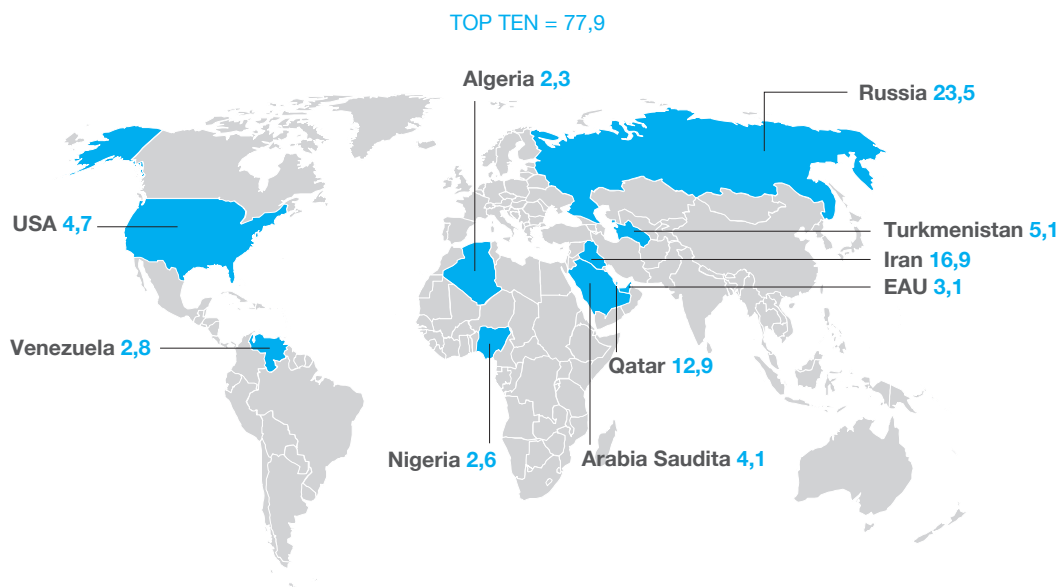 TOP TEN = 77,9
Algeria 2,3
Russia 23,5
USA 4,7
Turkmenistan 5,1
Iran 16,9
EAU 3,1
Venezuela 2,8
Qatar 12,9
Nigeria 2,6
Arabia Saudita 4,1